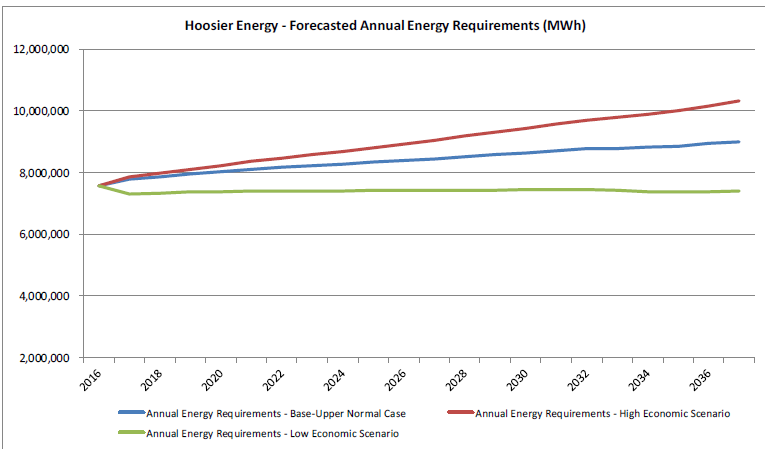 Hoosier Energy - Forecasted Annual Energy Requirements (MWh)
12,000,000
10,000,000
8,000,000
6,000,000
4,000,000
2,000,000
2016 2018 2020 2022 2024 2026 2028 2030 2032 2034 2036
Annual Energy Requirements - Base-Upper Normal Case Annual Energy Requirements - High Economic Scenario
Annual Energy Requirements - Low Economic Scenario